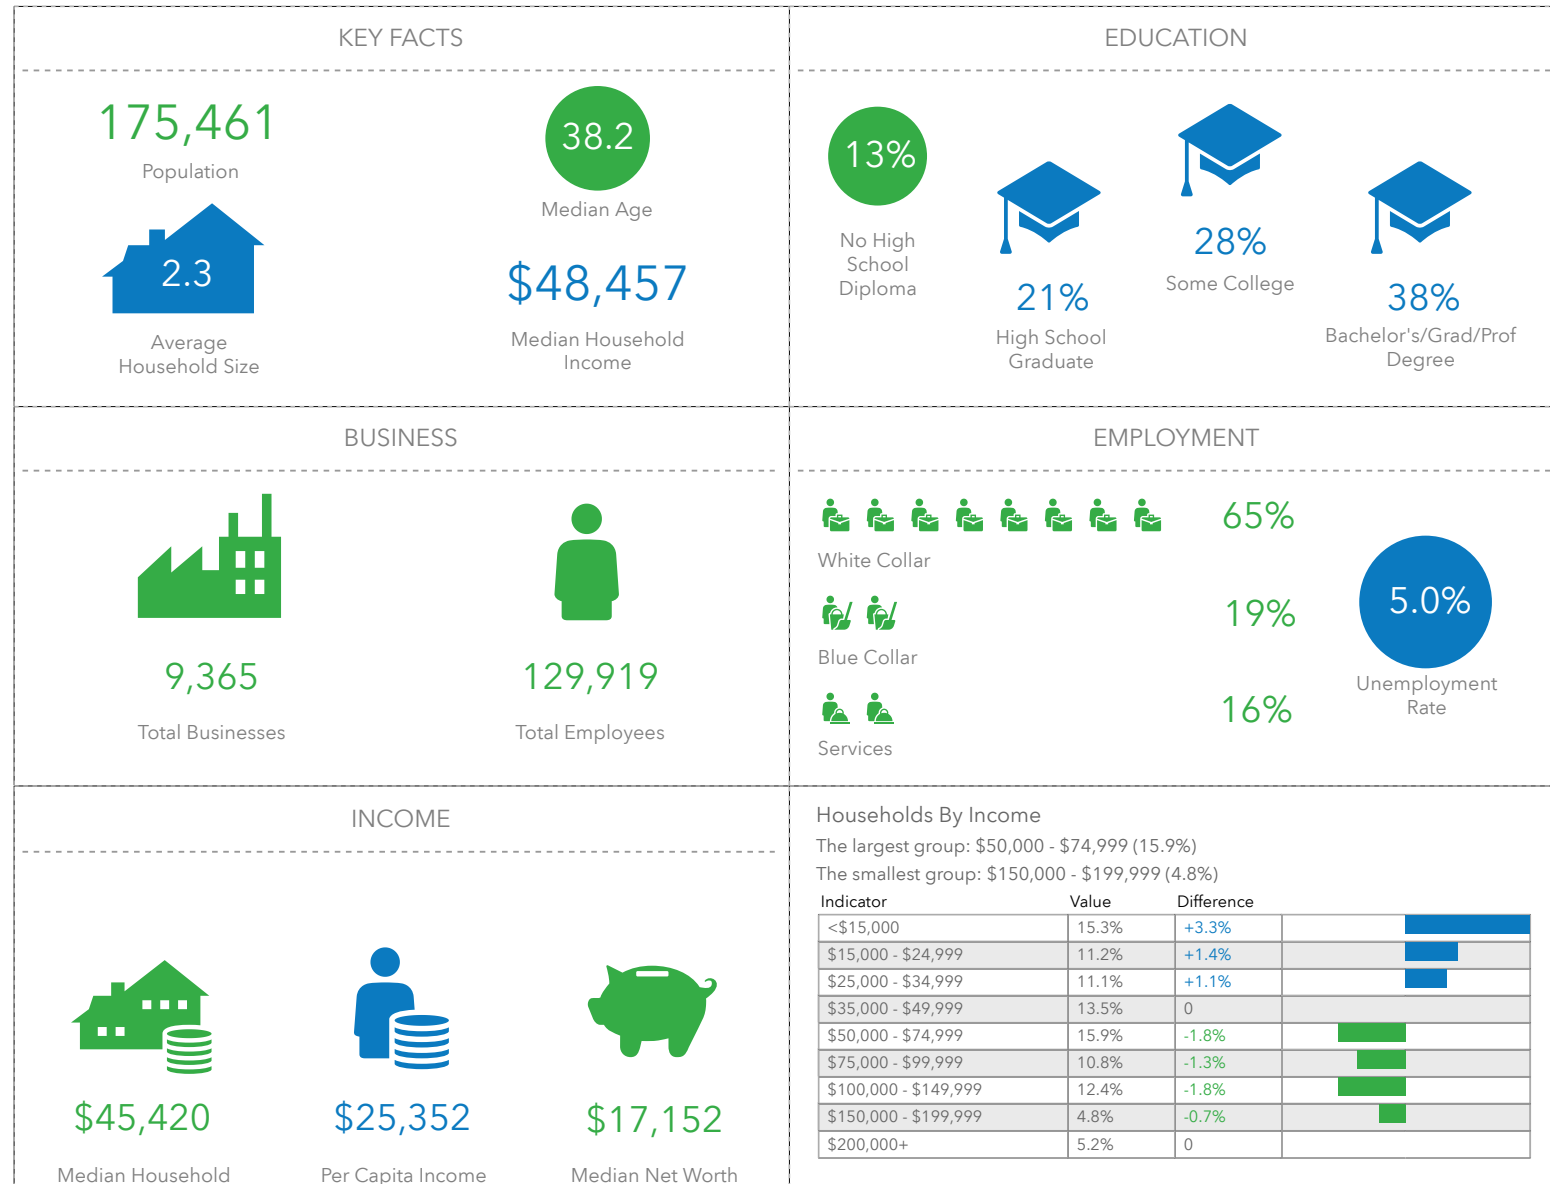 KEY FACTS
175,461
Population
38.2
Median Age
2.3
Average
Household Size
$48,457
Median Household
Income
EDUCATION
13%
No High
School
Diploma
21%
High School
Graduate
28%
Some College
38%
Bachelor's/Grad/Prof
Degree
BUSINESS
9,365
Total Businesses
129,919
Total Employees
EMPLOYMENT
65%
White Collar
19%
Blue Collar
16%
Services
5.0%
Unemployment
Rate
INCOME
$45,420
Median Household
$25,352
Per Capita Income
$17,152
Median Net Worth
Households By Income
The largest group: $50,000 - $74,999 (15.9%)
The smallest group: $150,000 - $199,999 (4.8%)
Indicator Value Difference
<$15,000 15.3% +3.3%
$15,000 - $24,999 11.2% +1.4%
$25,000 - $34,999 11.1% +1.1%
$35,000 - $49,999 13.5% 0
$50,000 - $74,999 15.9% -1.8%
$75,000 - $99,999 10.8% -1.3%
$100,000 - $149,999 12.4% -1.8%
$150,000 - $199,999 4.8% -0.7%
$200,000+ 5.2% 0